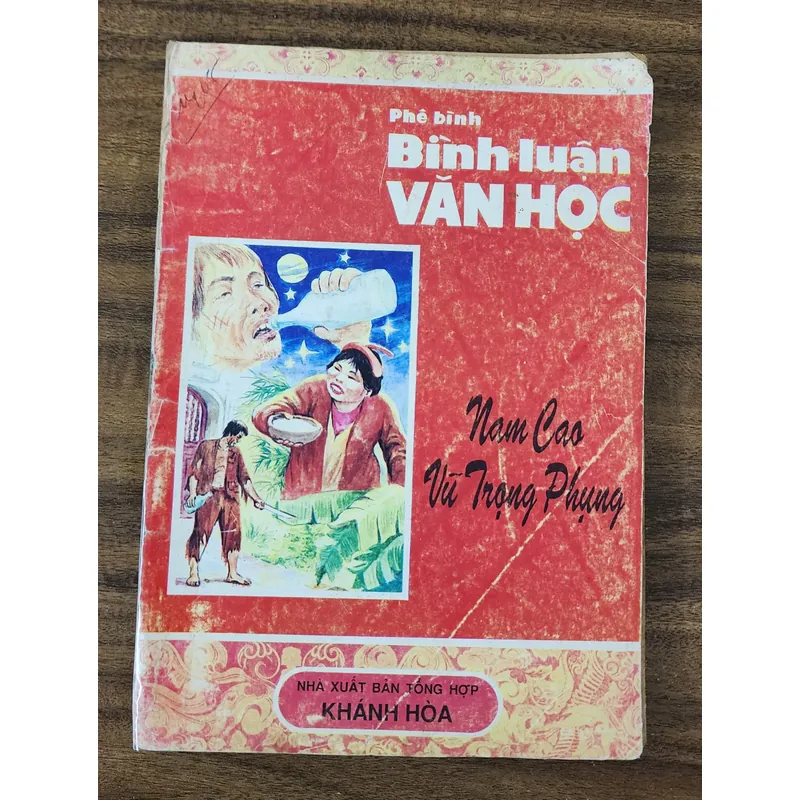 Phê bình
Bình luận
VĂN HỌC
Nam Cao
Vũ Trọng Phụng
NHÀ XUẤT BẢN TỔNG HỢP
KHÁNH HÒA